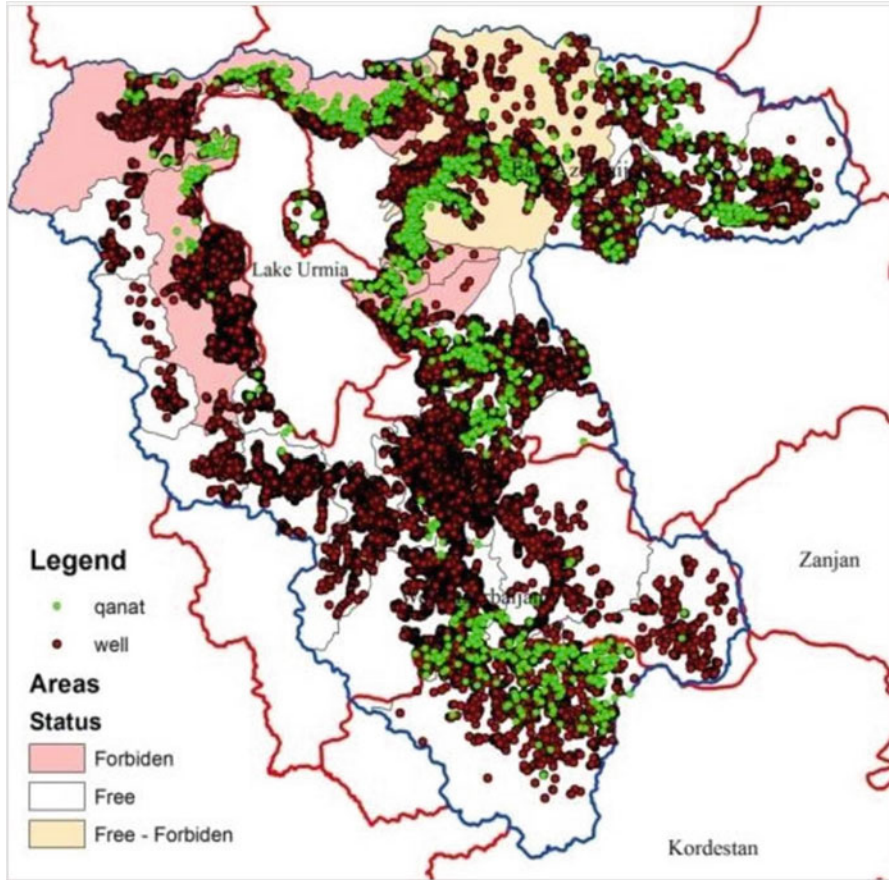 Lake Urmia
Zanjan
Legend
qanat
well
Areas
Status
Forbiden
Free
Free - Forbiden
Kordestan